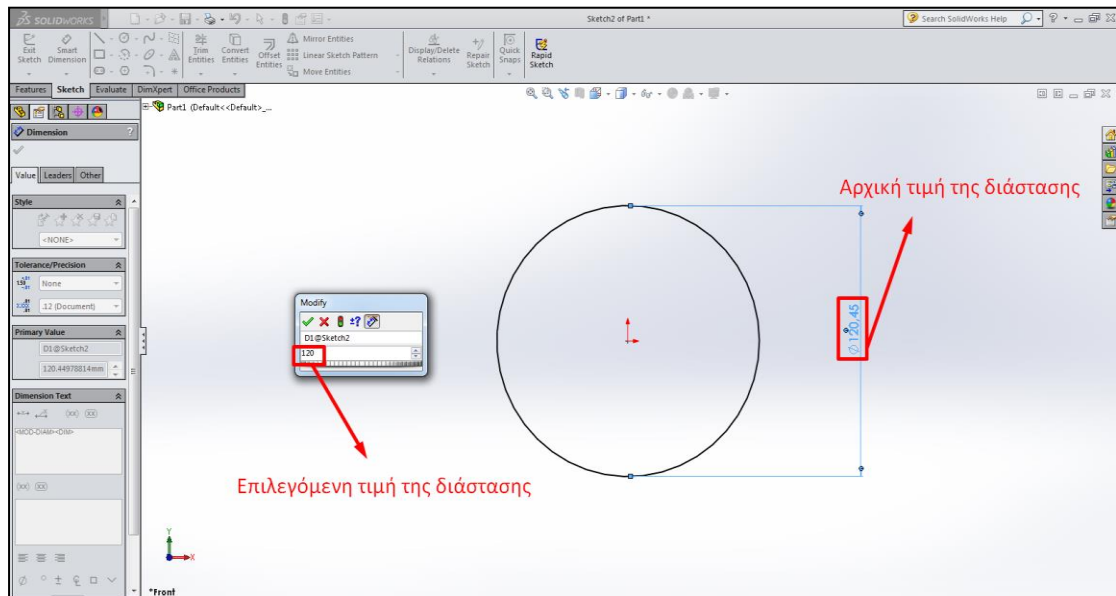 SOLIDWORKS
Sketch2 of Part1 *
Search SolidWorks Help
Exit Sketch
Smart Dimension
Trim Entities
Convert Entities
Offset Entities
Mirror Entities
Linear Sketch Pattern
Move Entities
Display/Delete Relations
Repair Sketch
Quick Snaps
Rapid Sketch
Features Sketch Evaluate DimXpert Office Products
Part1 (Default<<Default>_...
Dimension ?
Value Leaders Other
Style
<NONE>
Tolerance/Precision
None
.12 (Document)
Primary Value
D1@Sketch2
120.44978814mm
Dimension Text
<MOD-DIAM><DIM>
Modify
D1@Sketch2
120
Αρχική τιμή της διάστασης
∅120,45
Επιλεγόμενη τιμή της διάστασης
Y
X
*Front